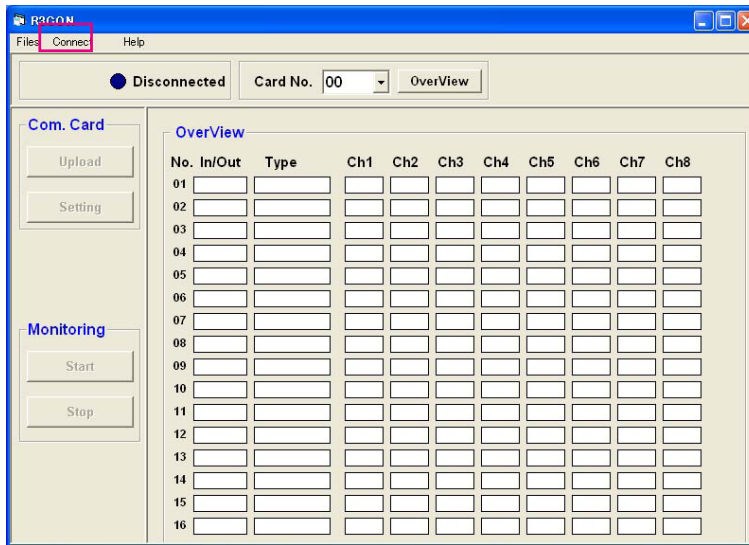 R3CON
Files Connect Help
Disconnected Card No. 00 OverView
Com. Card
Upload
Setting
Monitoring
Start
Stop
OverView
No. In/Out Type Ch1 Ch2 Ch3 Ch4 Ch5 Ch6 Ch7 Ch8
01
02
03
04
05
06
07
08
09
10
11
12
13
14
15
16